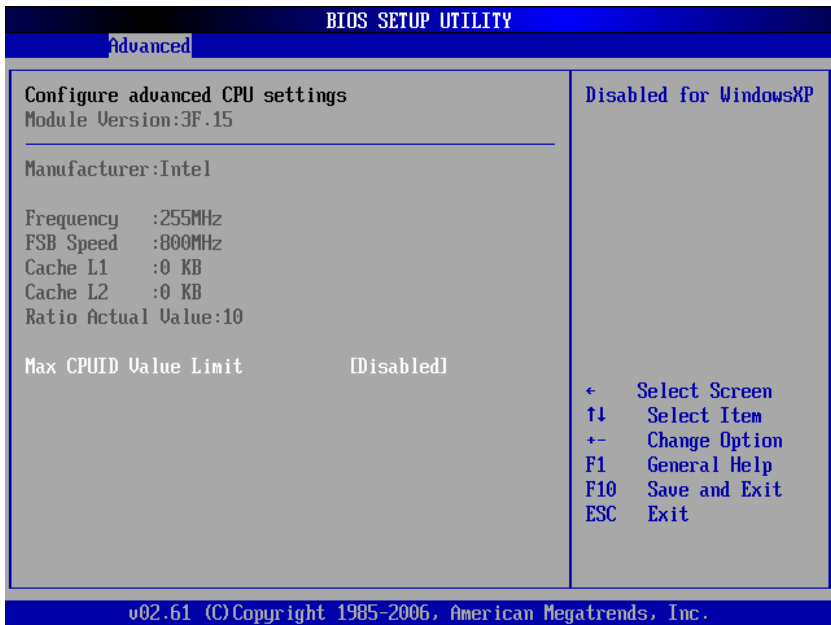 BIOS SETUP UTILITY
Advanced
Configure advanced CPU settings
Module Version:3F.15
Manufacturer:Intel
Frequency :255MHz
FSB Speed :800MHz
Cache L1 :0 KB
Cache L2 :0 KB
Ratio Actual Value:10
Max CPUID Value Limit [Disabled]
Disabled for WindowsXP
← Select Screen
↑↓ Select Item
+- Change Option
F1 General Help
F10 Save and Exit
ESC Exit
v02.61 (C)Copyright 1985-2006, American Megatrends, Inc.